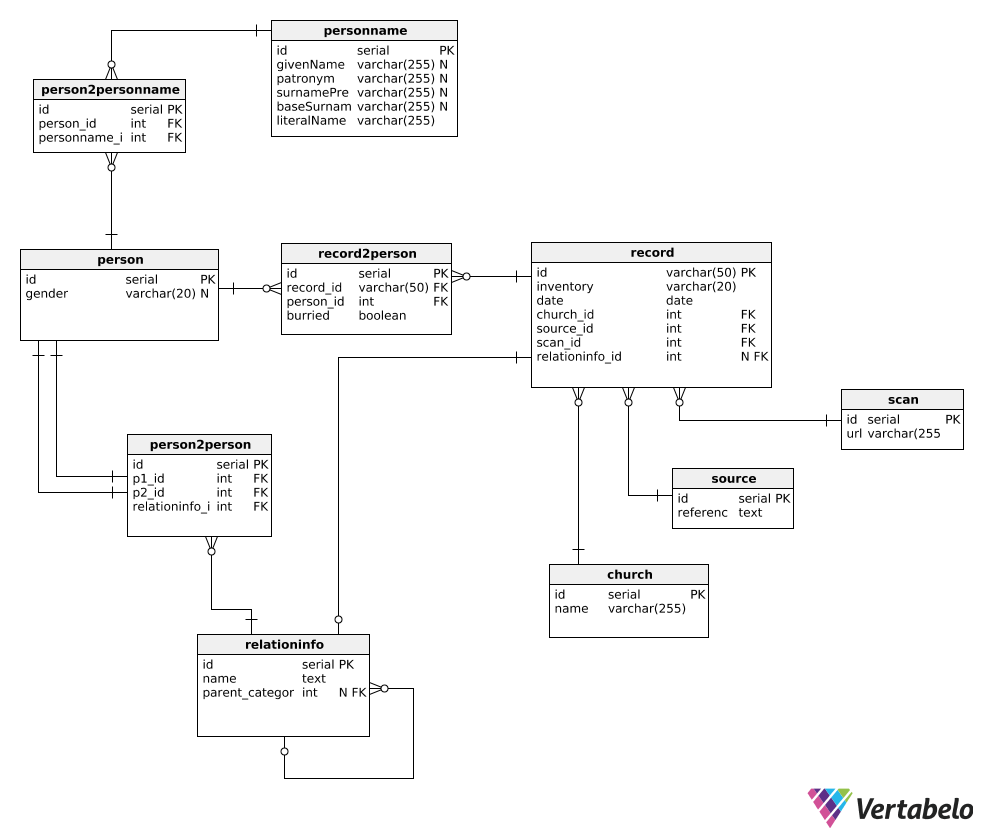 personname
id serial PK
givenName varchar(255) N
patronym varchar(255) N
surnamePre varchar(255) N
baseSurnam varchar(255) N
literalName varchar(255)
person2personname
id serial PK
person_id int FK
personname_i int FK
person
id serial PK
gender varchar(20) N
record2person
id serial PK
record_id varchar(50) FK
person_id int FK
burried boolean
record
id varchar(50) PK
inventory varchar(20)
date date
church_id int FK
source_id int FK
scan_id int FK
relationinfo_id int N FK
scan
id serial PK
url varchar(255
person2person
id serial PK
p1_id int FK
p2_id int FK
relationinfo_i int FK
source
id serial PK
referenc text
church
id serial PK
name varchar(255)
relationinfo
id serial PK
name text
parent_categor int N FK
Vertabelo